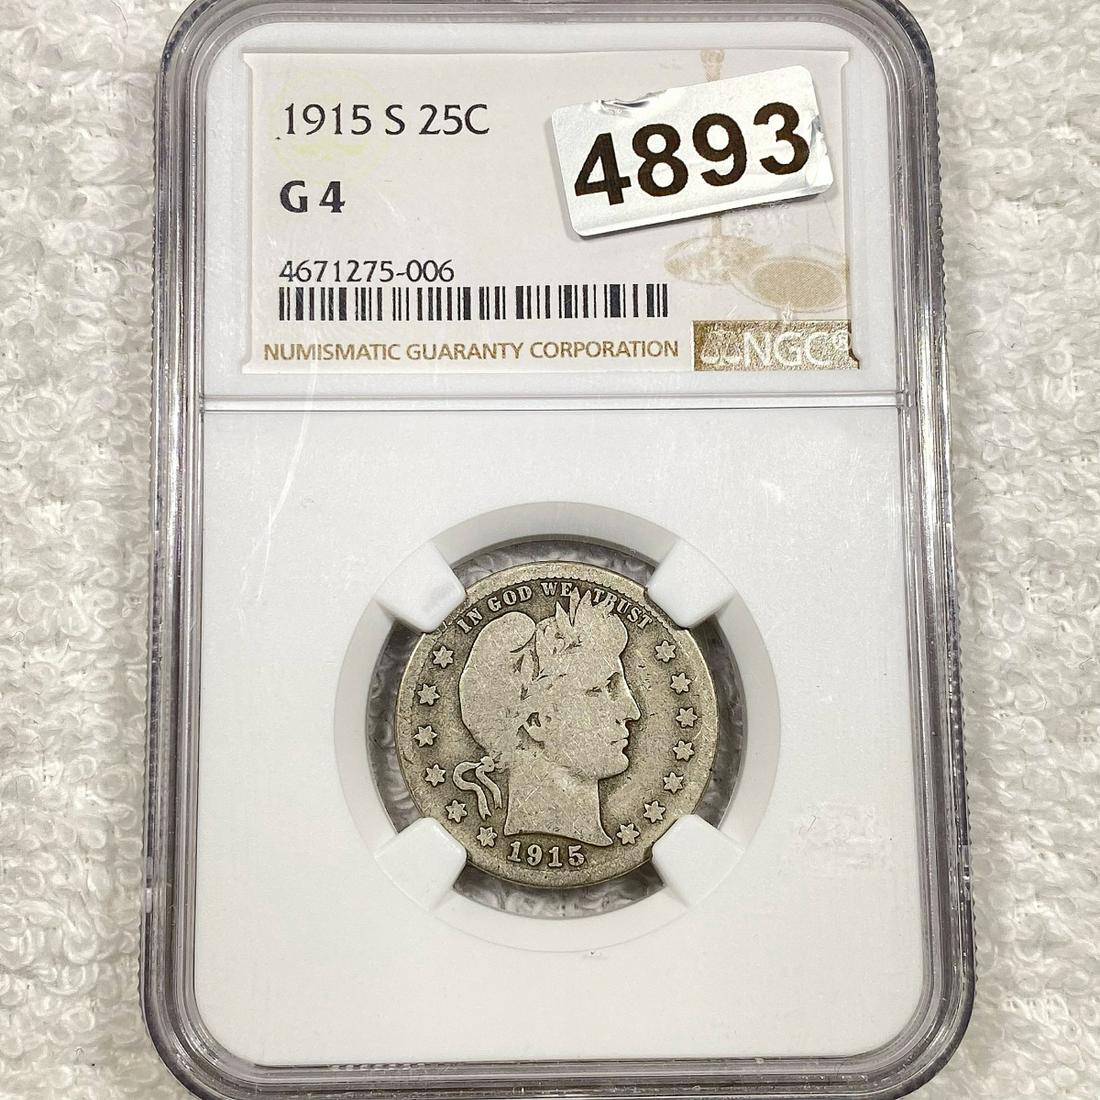 1915 S 25C
4893
G 4
4671275-006
NUMISMATIC GUARANTY CORPORATION
NGC®
IN GOD WE TRUST
1915